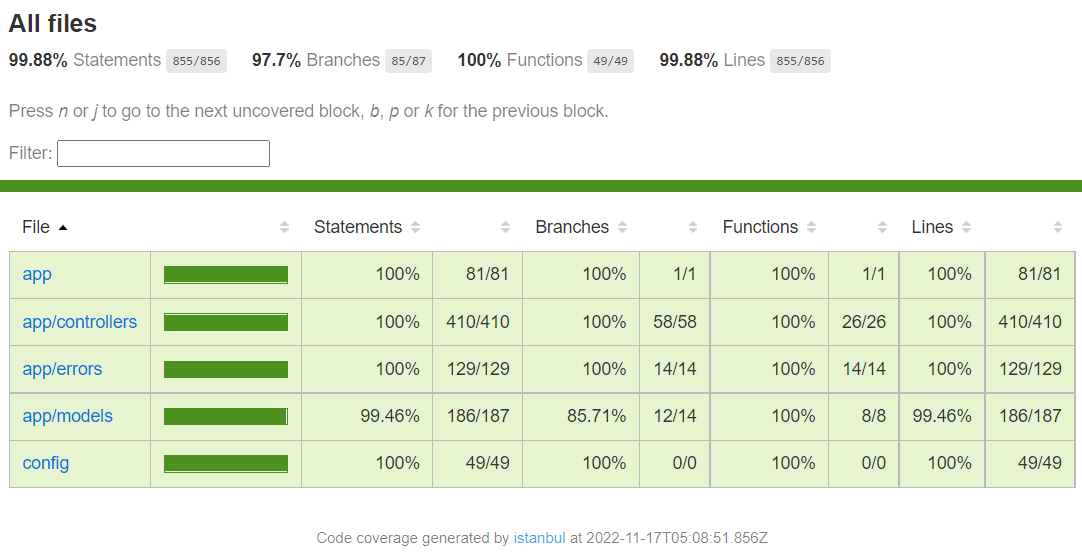 All files
99.88% Statements 855/856 97.7% Branches 85/87 100% Functions 49/49 99.88% Lines 855/856
Press n or j to go to the next uncovered block, b, p or k for the previous block.
Filter:
File Statements Branches Functions Lines
app 100% 81/81 100% 1/1 100% 1/1 100% 81/81
app/controllers 100% 410/410 100% 58/58 100% 26/26 100% 410/410
app/errors 100% 129/129 100% 14/14 100% 14/14 100% 129/129
app/models 99.46% 186/187 85.71% 12/14 100% 8/8 99.46% 186/187
config 100% 49/49 100% 0/0 100% 0/0 100% 49/49
Code coverage generated by istanbul at 2022-11-17T05:08:51.856Z